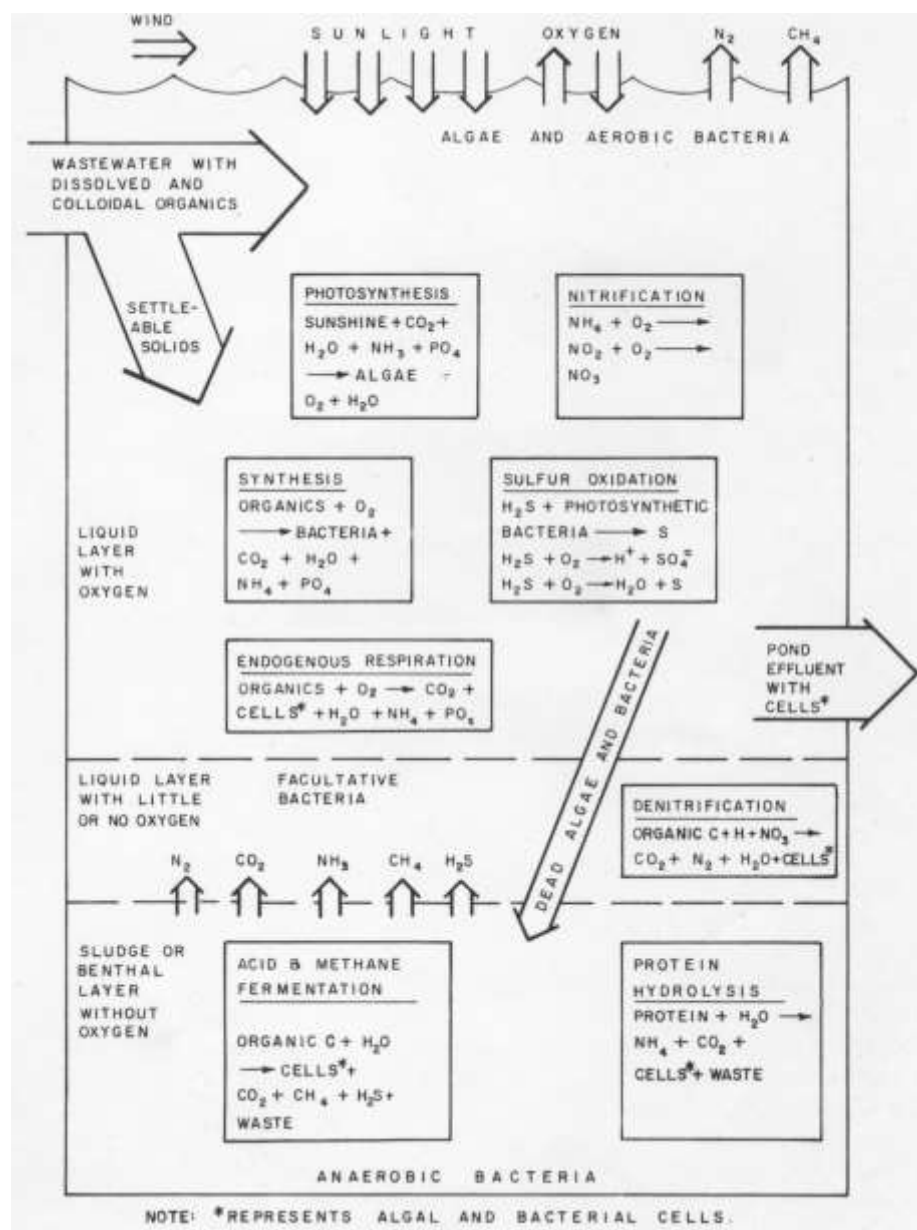 WIND
SUNLIGHT
OXYGEN
N₂
CH₄
ALGAE AND AEROBIC BACTERIA
WASTEWATER WITH
DISSOLVED AND
COLLOIDAL ORGANICS
SETTLE-
ABLE
SOLIDS
PHOTOSYNTHESIS
SUNSHINE + CO₂ +
H₂O + NH₃ + PO₄
⟶ ALGAE -
O₂ + H₂O
NITRIFICATION
NH₄ + O₂ ⟶
NO₂ + O₂ ⟶
NO₃
LIQUID
LAYER
WITH
OXYGEN
SYNTHESIS
ORGANICS + O₂
⟶ BACTERIA +
CO₂ + H₂O +
NH₄ + PO₄
SULFUR OXIDATION
H₂S + PHOTOSYNTHETIC
BACTERIA ⟶ S
H₂S + O₂ ⟶ H⁺ + SO₄⁼
H₂S + O₂ ⟶ H₂O + S
ENDOGENOUS RESPIRATION
ORGANICS + O₂ ⟶ CO₂ +
CELLS* + H₂O + NH₄ +
DEAD ALGAE AND BACTERIA
POND
EFFLUENT
WITH
CELLS*
LIQUID LAYER
WITH LITTLE
OR NO OXYGEN
FACULTATIVE
BACTERIA
DENITRIFICATION
ORGANIC C + H + NO₃ ⟶
CO₂ + N₂ + H₂O + CELLS*
N₂
CO₂
NH₃
CH₄
H₂S
SLUDGE OR
BENTHAL
LAYER
WITHOUT
OXYGEN
ACID & METHANE
FERMENTATION
ORGANIC C + H₂O
⟶ CELLS* +
CO₂ + CH₄ + H₂S +
WASTE
PROTEIN
HYDROLYSIS
PROTEIN + H₂O ⟶
NH₄ + CO₂ +
CELLS* + WASTE
ANAEROBIC BACTERIA
NOTE: *REPRESENTS ALGAL AND BACTERIAL CELLS.